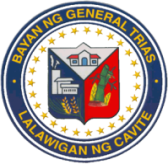 BAYAN NG GENERAL TRIAS
LALAWIGAN NG CAVITE